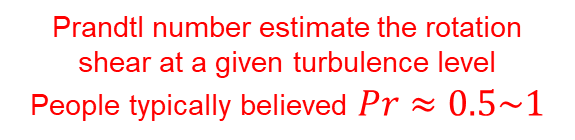 Prandtl number estimate the rotation
shear at a given turbulence level
People typically believed Pr ≈ 0.5~1